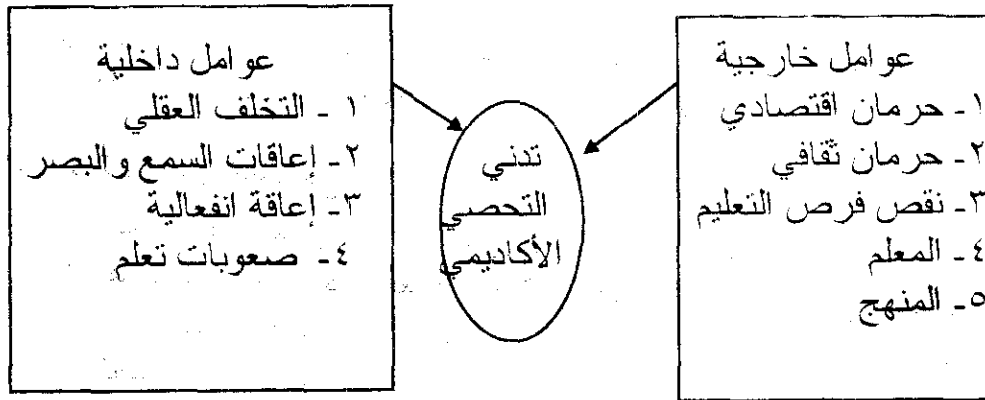 عوامل خارجية
١- حرمان اقتصادي
٢- حرمان ثقافي
٣- نقص فرص التعليم
٤- المعلم
٥- المنهج
تدني
التحصي
الأكاديمي
عوامل داخلية
١ - التخلف العقلي
٢- إعاقات السمع والبصر
٣- إعاقة انفعالية
٤- صعوبات تعلم